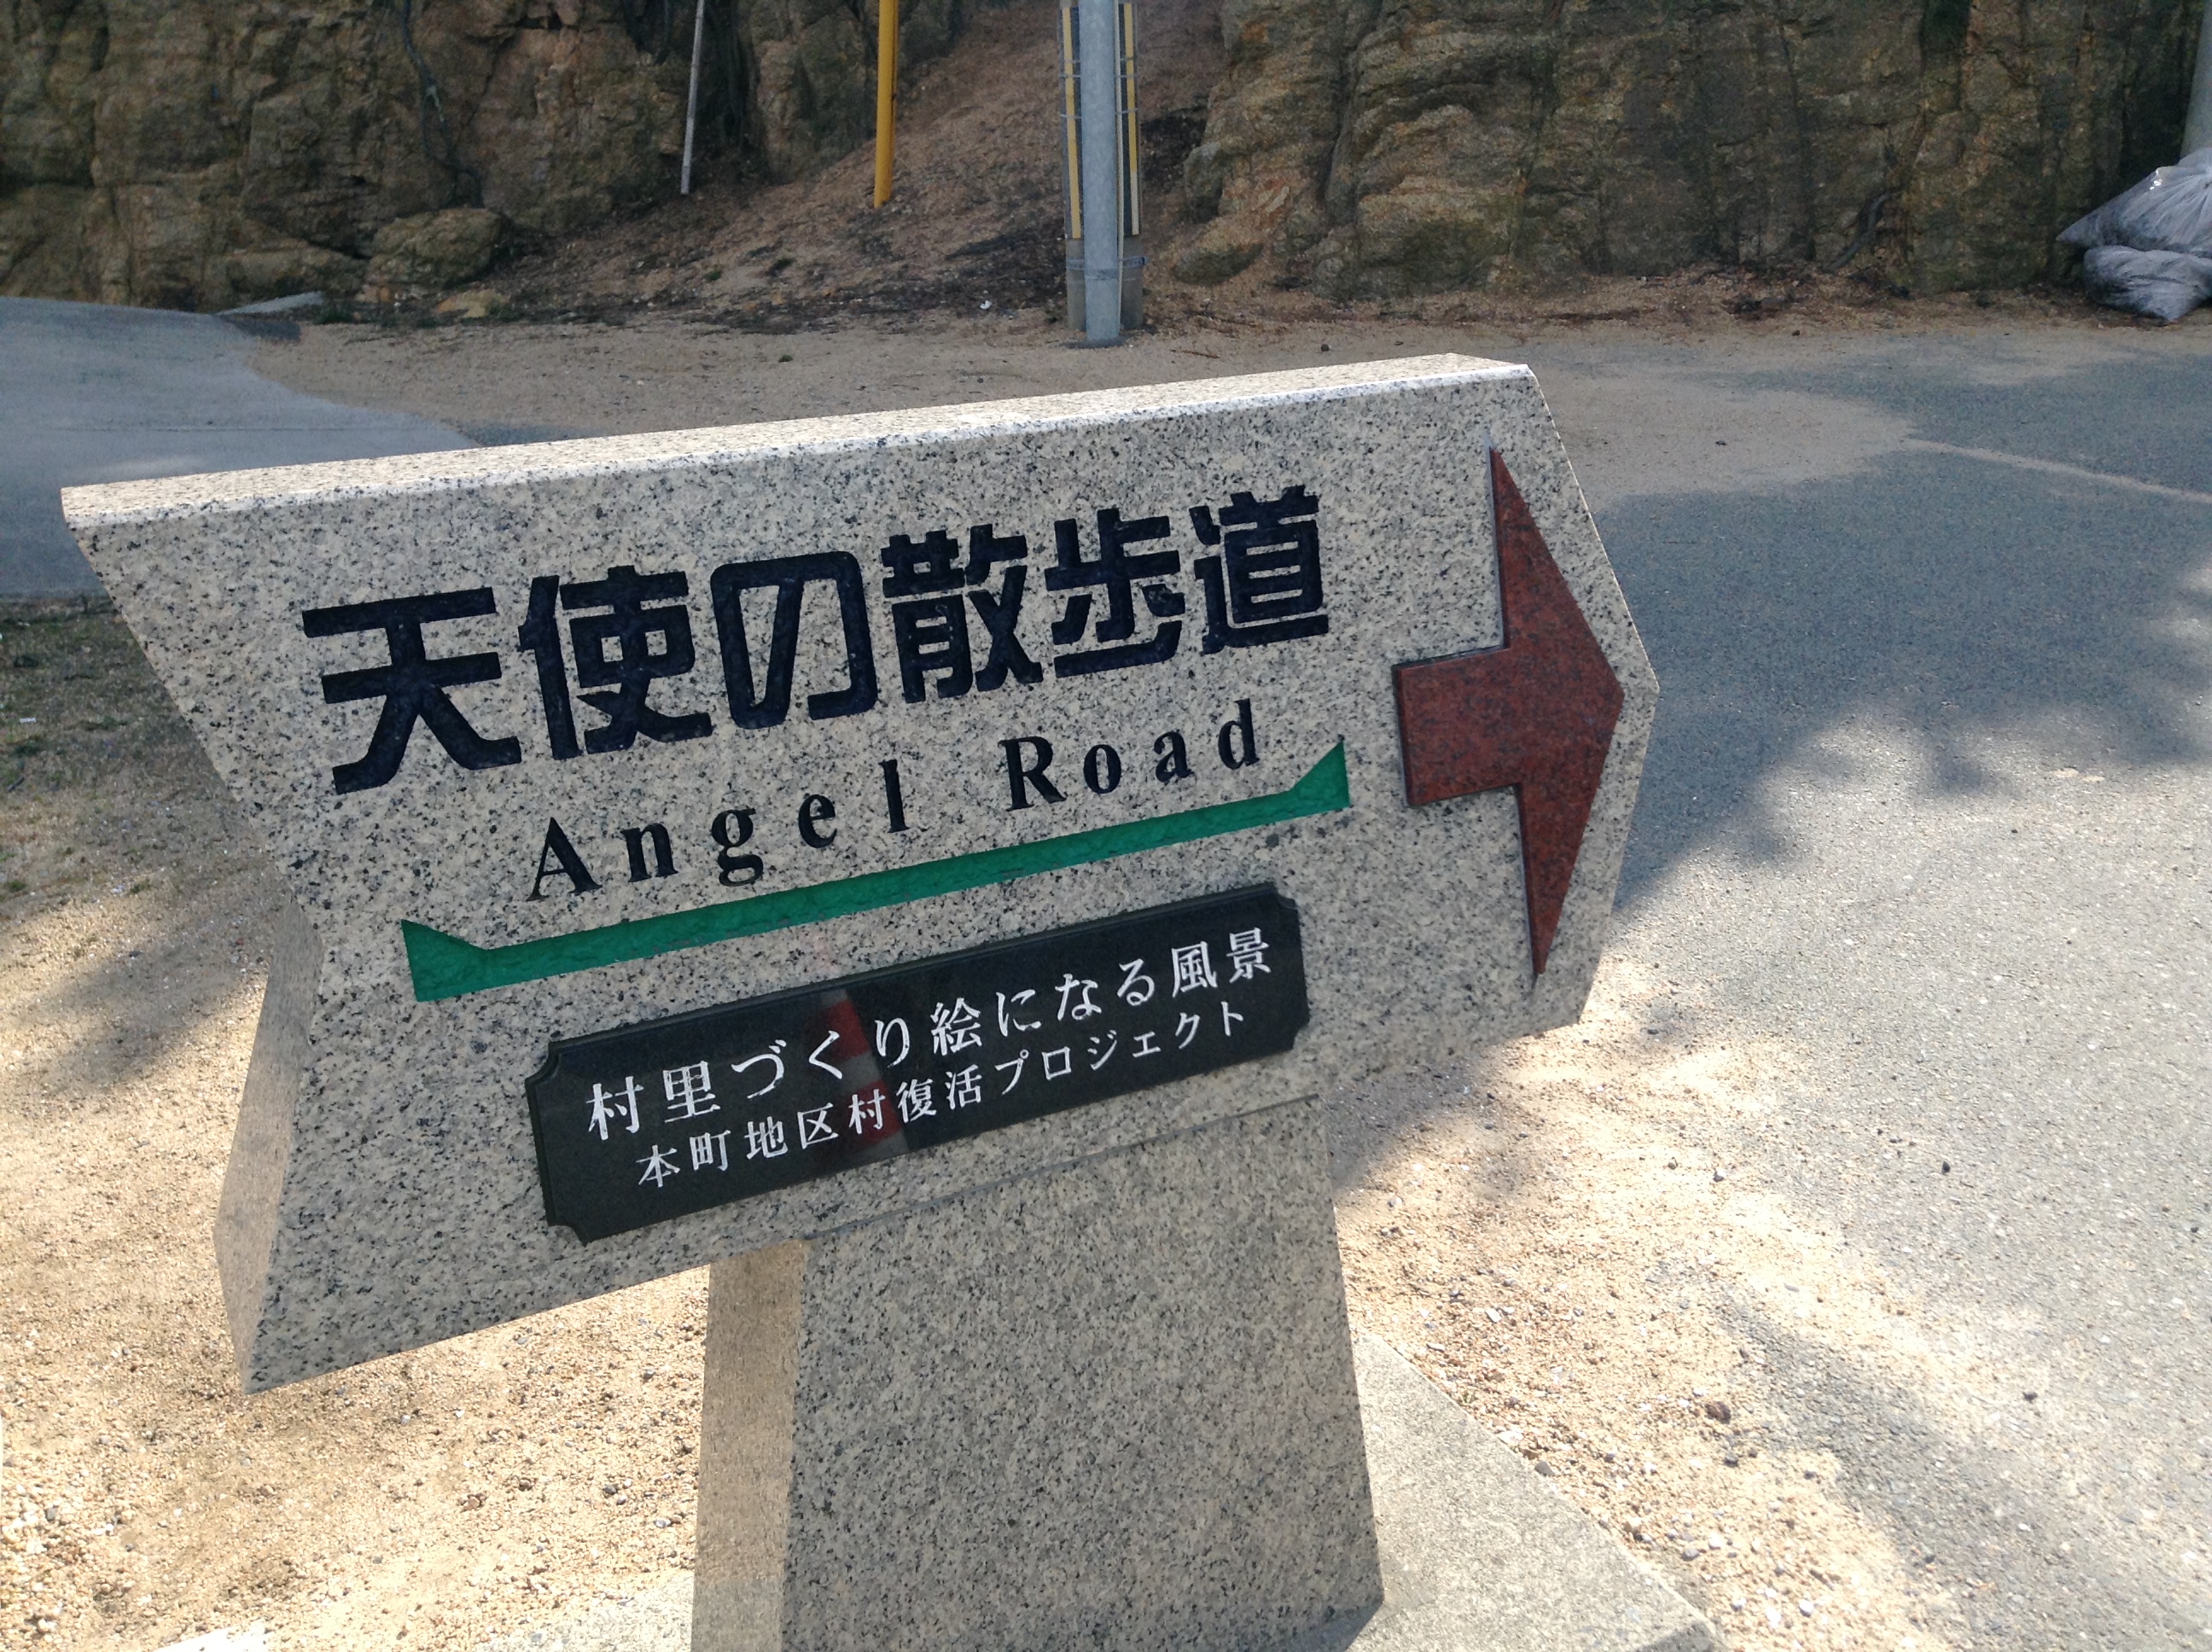 天使の散歩道
Angel Road
村里づくり絵になる風景
本町地区村復活プロジェクト